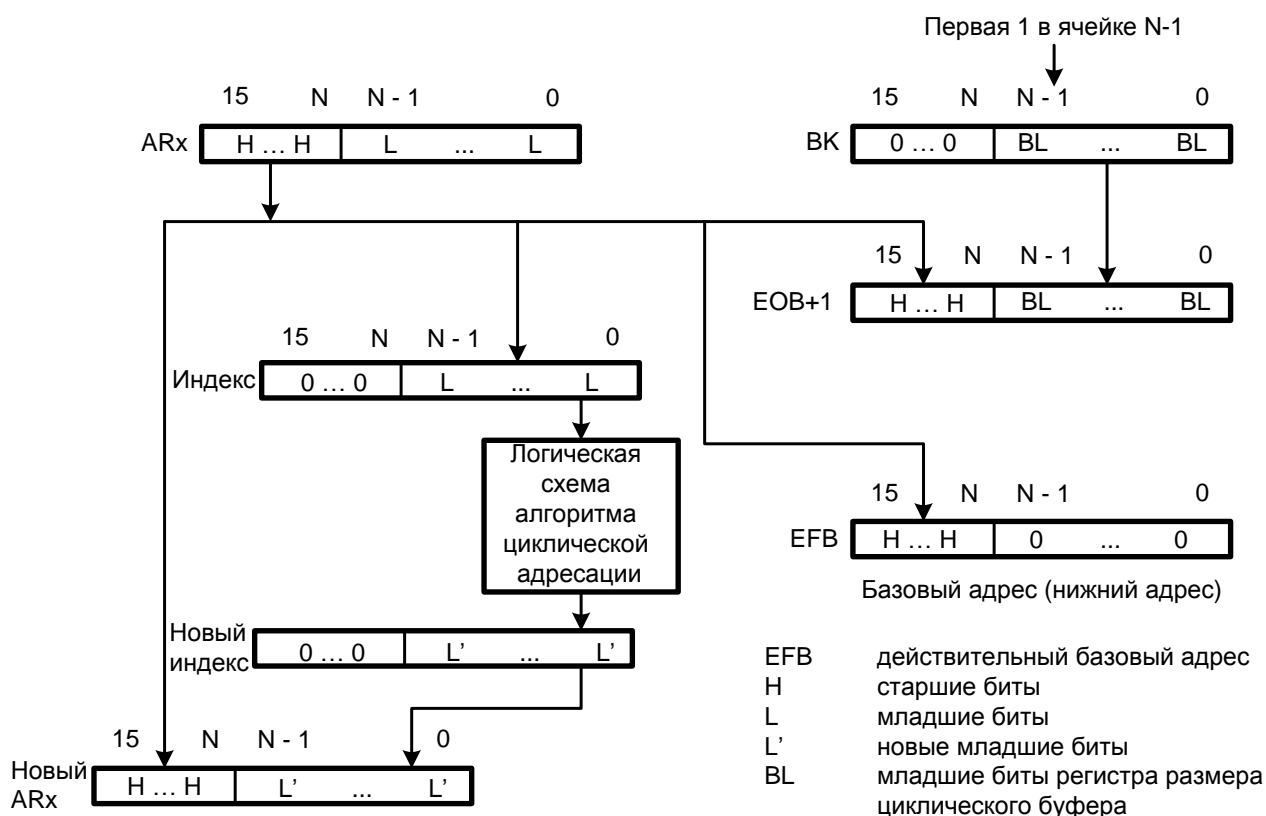 Первая 1 в ячейке N-1
15 N N - 1 0
ARx H … H L ... L
15 N N - 1 0
BK 0 … 0 BL ... BL
15 N N - 1 0
EOB+1 H … H BL ... BL
15 N N - 1 0
Индекс 0 … 0 L ... L
Логическая
схема
алгоритма
циклической
адресации
15 N N - 1 0
EFB H … H 0 ... 0
Базовый адрес (нижний адрес)
Новый
индекс
0 … 0 L’ ... L’
15 N N - 1 0
Новый
ARx
H … H L’ ... L’
EFB действительный базовый адрес
H старшие биты
L младшие биты
L’ новые младшие биты
BL младшие биты регистра размера
циклического буфера